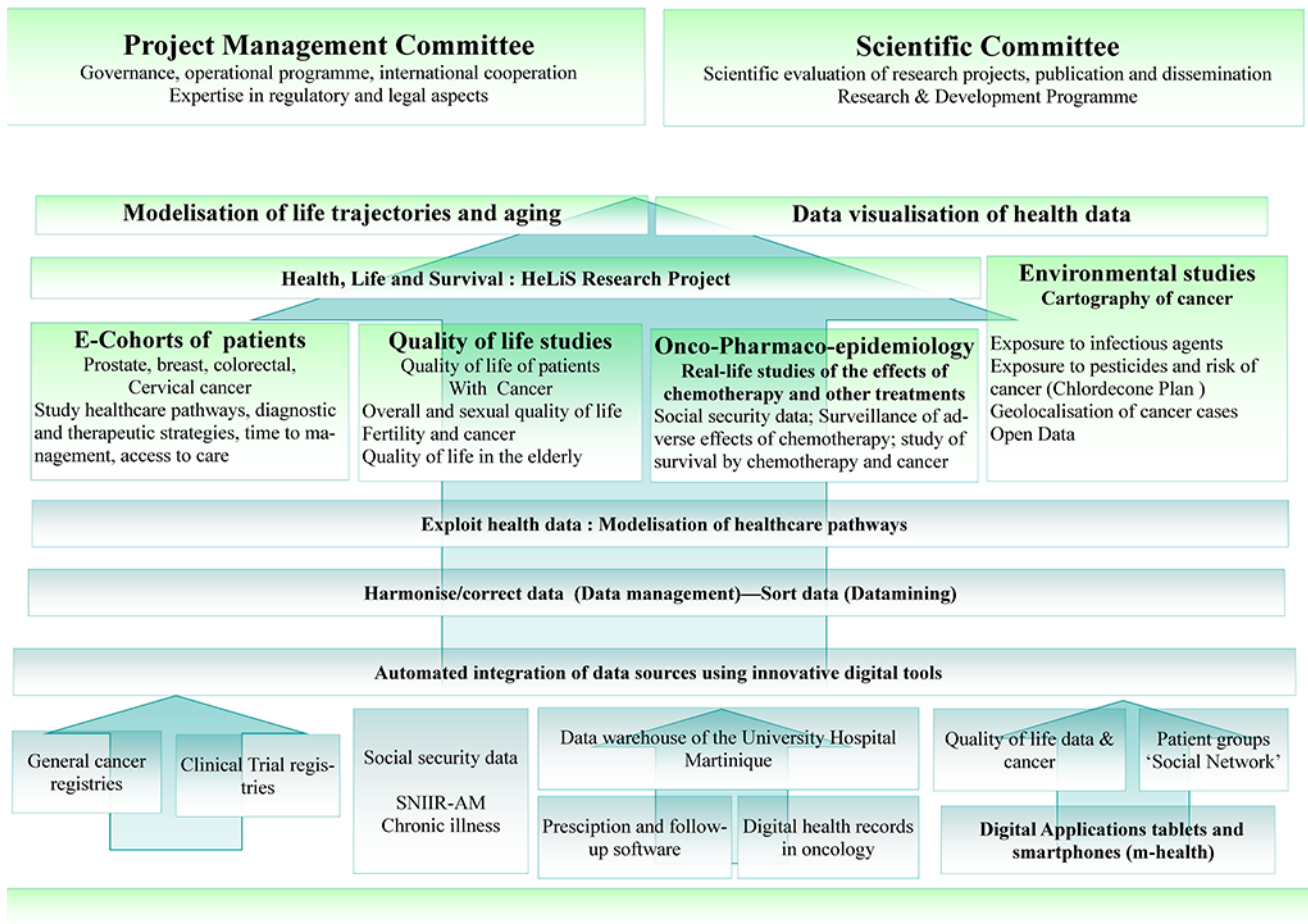 Project Management Committee
Governance, operational programme, international cooperation
Expertise in regulatory and legal aspects
Scientific Committee
Scientific evaluation of research projects, publication and dissemination
Research & Development Programme
Modelisation of life trajectories and aging
Data visualisation of health data
Health, Life and Survival : HeLiS Research Project
Environmental studies
Cartography of cancer
Exposure to infectious agents
Exposure to pesticides and risk of
cancer (Chlordecone Plan )
Geolocalisation of cancer cases
Open Data
E-Cohorts of patients
Prostate, breast, colorectal,
Cervical cancer
Study healthcare pathways, diagnostic
and therapeutic strategies, time to ma-
nagement, access to care
Quality of life studies
Quality of life of patients
With Cancer
Overall and sexual quality of life
Fertility and cancer
Quality of life in the elderly
Onco-Pharmaco-epidemiology
Real-life studies of the effects of
chemotherapy and other treatments
Social security data; Surveillance of ad-
verse effects of chemotherapy; study of
survival by chemotherapy and cancer
Exploit health data : Modelisation of healthcare pathways
Harmonise/correct data (Data management)—Sort data (Datamining)
Automated integration of data sources using innovative digital tools
General cancer
registries
Clinical Trial regis-
tries
Social security data
SNIIR-AM
Chronic illness
Data warehouse of the University Hospital
Martinique
Presciption and follow-
up software
Digital health records
in oncology
Quality of life data &
cancer
Patient groups
‘Social Network’
Digital Applications tablets and
smartphones (m-health)